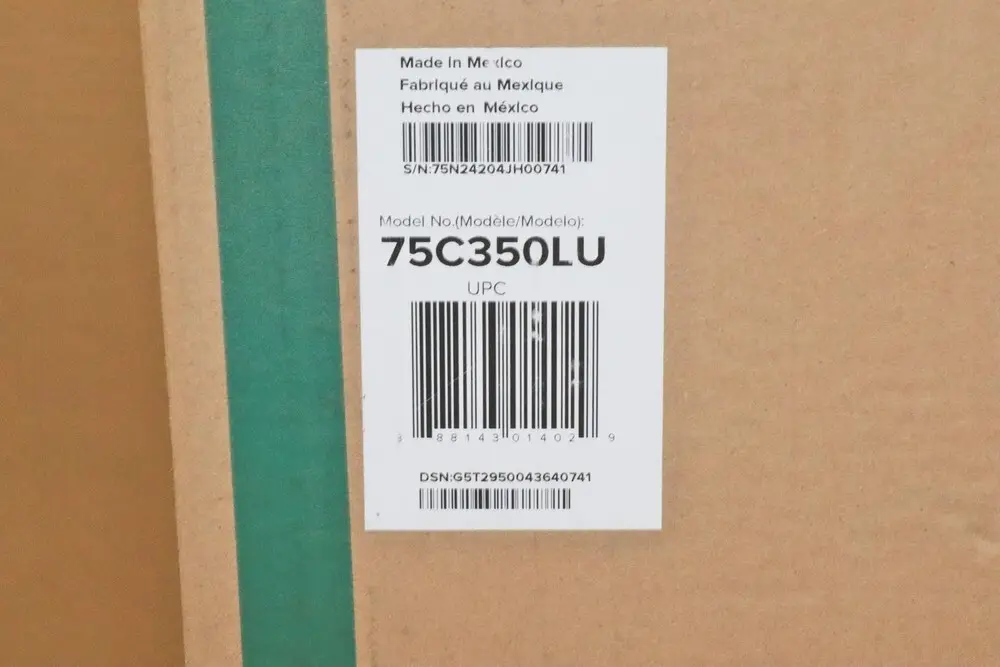 Made in Mexico
Fabriqué au Mexique
Hecho en México
S/N:75N24204JH00741
Model No.(Modèle/Modelo):
75C350LU
UPC
8 88143 01402 9
DSN:G5T2950043640741